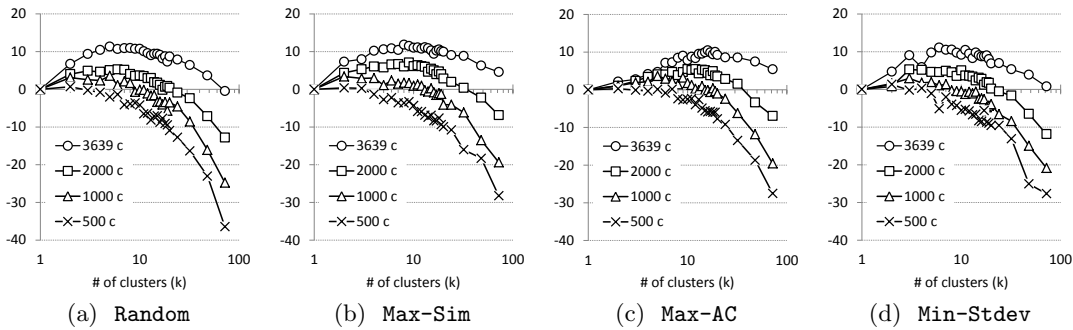 20
10
0
-10
-20
-30
-40
3639 c
2000 c
1000 c
500 c
1 10 100
# of clusters (k)
(a) Random
20
10
0
-10
-20
-30
-40
3639 c
2000 c
1000 c
500 c
1 10 100
# of clusters (k)
(b) Max-Sim
20
10
0
-10
-20
-30
-40
3639 c
2000 c
1000 c
500 c
1 10 100
# of clusters (k)
(c) Max-AC
20
10
0
-10
-20
-30
-40
3639 c
2000 c
1000 c
500 c
1 10 100
# of clusters (k)
(d) Min-Stdev